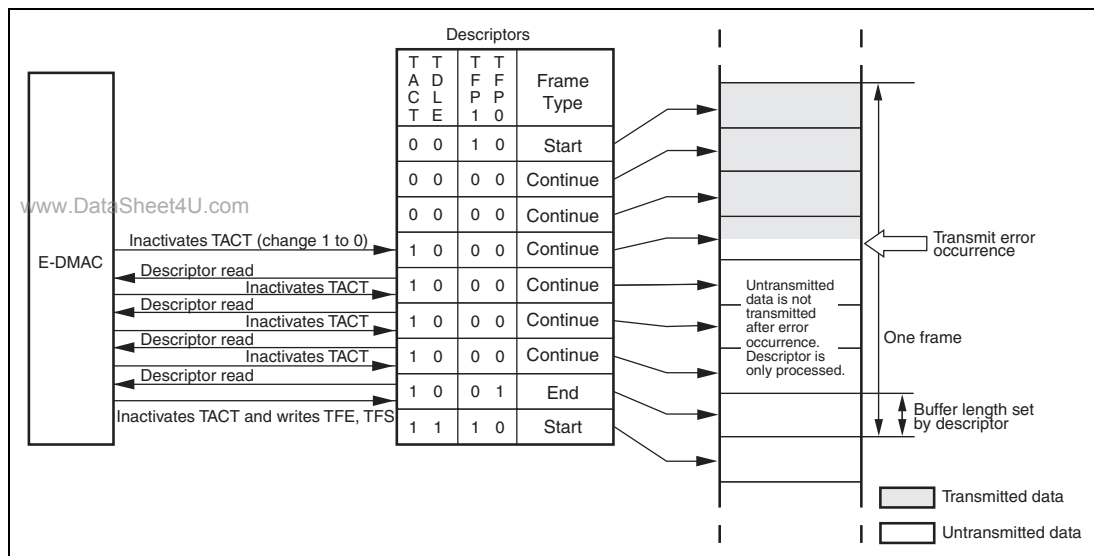 Descriptors
TACT TDLE TFP1 TFP0 Frame Type
0 0 1 0 Start
0 0 0 0 Continue
0 0 0 0 Continue
1 0 0 0 Continue
1 0 0 0 Continue
1 0 0 0 Continue
1 0 0 0 Continue
1 0 0 1 End
1 1 1 0 Start
www.DataSheet4U.com
E-DMAC
Inactivates TACT (change 1 to 0)
Descriptor read
Inactivates TACT
Descriptor read
Inactivates TACT
Descriptor read
Inactivates TACT
Descriptor read
Inactivates TACT and writes TFE, TFS
Untransmitted
data is not
transmitted
after error
occurrence.
Descriptor is
only processed.
Transmit error
occurrence
One frame
Buffer length set
by descriptor
Transmitted data
Untransmitted data